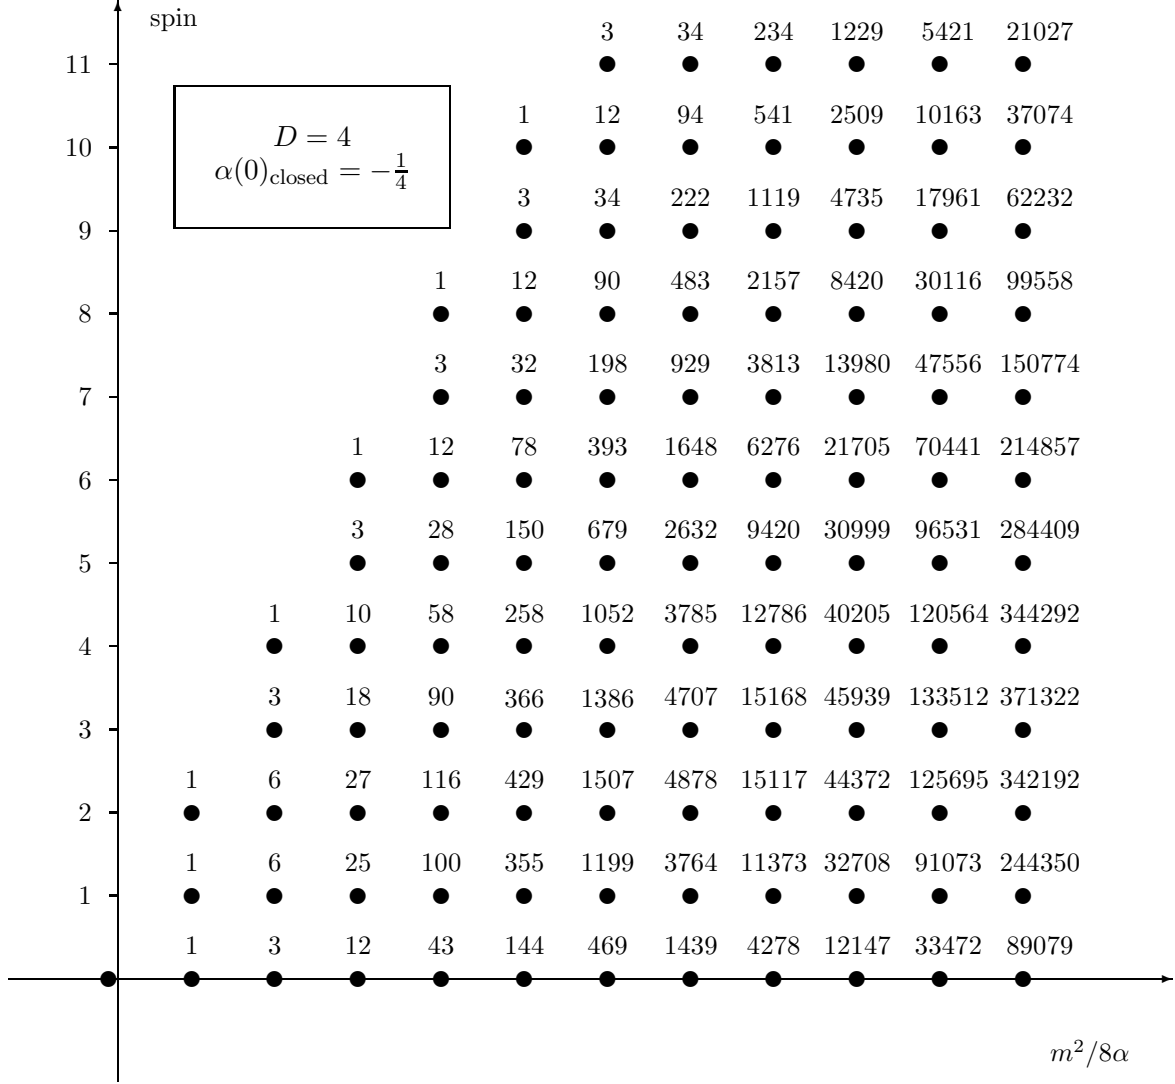 spin
3 34 234 1229 5421 21027
11
1 12 94 541 2509 10163 37074
D = 4
10
α(0)closed = −1/4
3 34 222 1119 4735 17961 62232
9
1 12 90 483 2157 8420 30116 99558
8
3 32 198 929 3813 13980 47556 150774
7
1 12 78 393 1648 6276 21705 70441 214857
6
3 28 150 679 2632 9420 30999 96531 284409
5
1 10 58 258 1052 3785 12786 40205 120564 344292
4
3 18 90 366 1386 4707 15168 45939 133512 371322
3
1 6 27 116 429 1507 4878 15117 44372 125695 342192
2
1 6 25 100 355 1199 3764 11373 32708 91073 244350
1
1 3 12 43 144 469 1439 4278 12147 33472 89079
m²/8α